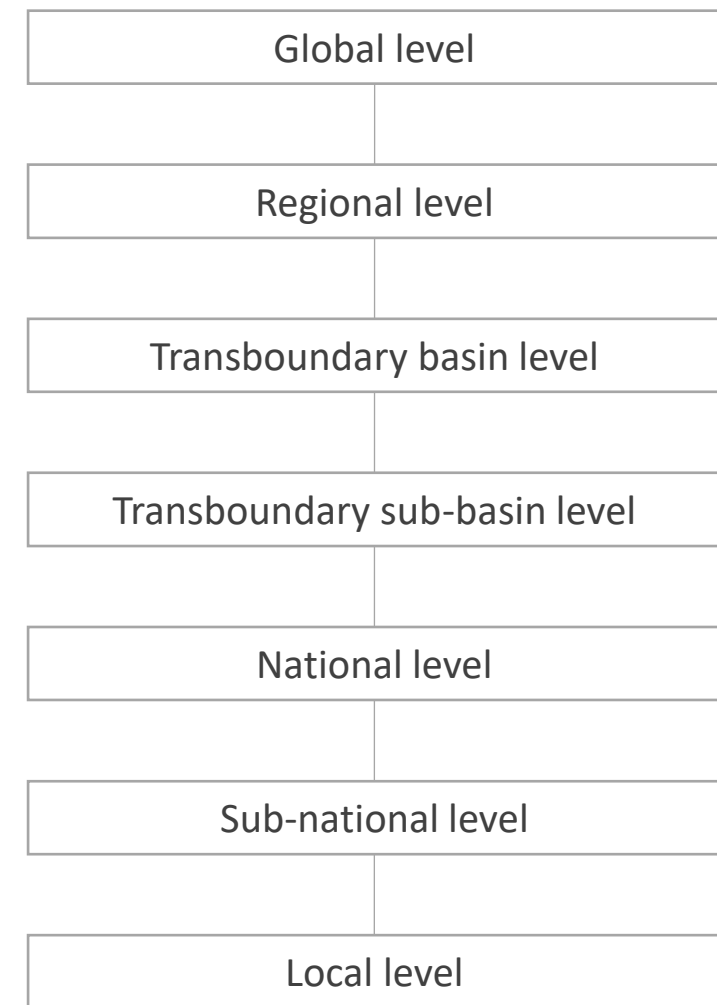 Global level
Regional level
Transboundary basin level
Transboundary sub-basin level
National level
Sub-national level
Local level